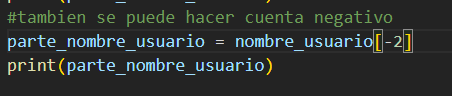 #tambien se puede hacer cuenta negativo
parte_nombre_usuario = nombre_usuario[-2]
print(parte_nombre_usuario)